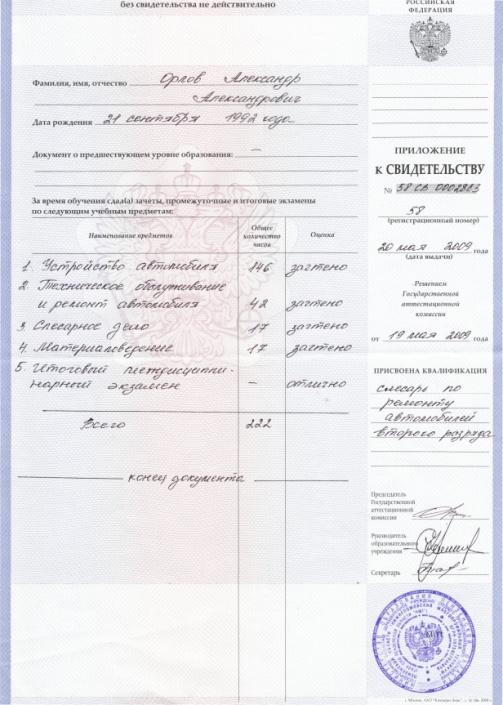 без свидетельства не действительно
РОССИЙСКАЯ
ФЕДЕРАЦИЯ
Фамилия, имя, отчество Орлов Александр
Александрович
Дата рождения 21 сентября 1992 года
Документ о предшествующем уровне образования: —
За время обучения сдал(а) зачеты, промежуточные и итоговые экзамены
по следующим учебным предметам:
Наименование предметов
Общее
количество
часов
Оценка
1. Устройство автомобиля 146 зачтено
2. Техническое обслуживание
и ремонт автомобиля 42 зачтено
3. Слесарное дело 17 зачтено
4. Материаловедение 17 зачтено
5. Итоговый междисципли-
нарный экзамен — отлично
Всего 222
конец документа
ПРИЛОЖЕНИЕ
к СВИДЕТЕЛЬСТВУ
№ 58 СВ 0002803
58
(регистрационный номер)
20 мая 2009
(дата выдачи)
Решением
Государственной
аттестационной
комиссии
от 19 мая 2009 года
ПРИСВОЕНА КВАЛИФИКАЦИЯ
слесарь по
ремонту
автомобилей
второго разряда
Председатель
Государственной
аттестационной
комиссии
Руководитель
образовательного
учреждения
Секретарь
М.П.